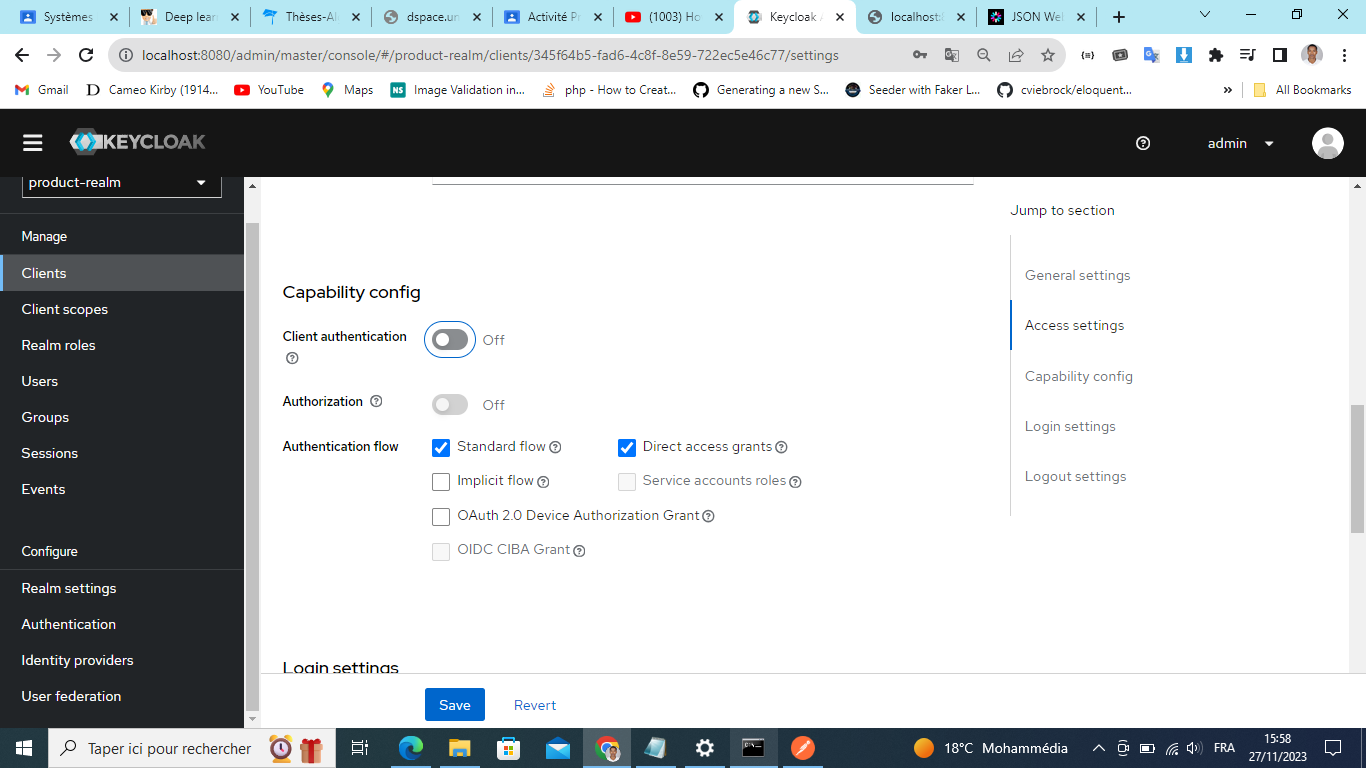 Systèmes
Deep lear
Thèses-Al
dspace.un
Activité P
(1003) Ho
Keycloak A
localhost:
JSON Wel
localhost:8080/admin/master/console/#/product-realm/clients/345f64b5-fad6-4c8f-8e59-722ec5e46c77/settings
Gmail
Cameo Kirby (1914...
YouTube
Maps
NS Image Validation in...
php - How to Creat...
Generating a new S...
Seeder with Faker L...
cviebrock/eloquent...
»
All Bookmarks
KEYCLOAK
admin
product-realm
Manage
Clients
Client scopes
Realm roles
Users
Groups
Sessions
Events
Configure
Realm settings
Authentication
Identity providers
User federation
Capability config
Client authentication
Off
Authorization
Off
Authentication flow
Standard flow
Direct access grants
Implicit flow
Service accounts roles
OAuth 2.0 Device Authorization Grant
OIDC CIBA Grant
Login settings
Save
Revert
Jump to section
General settings
Access settings
Capability config
Login settings
Logout settings
Taper ici pour rechercher
18°C Mohammédia
FRA
15:58
27/11/2023